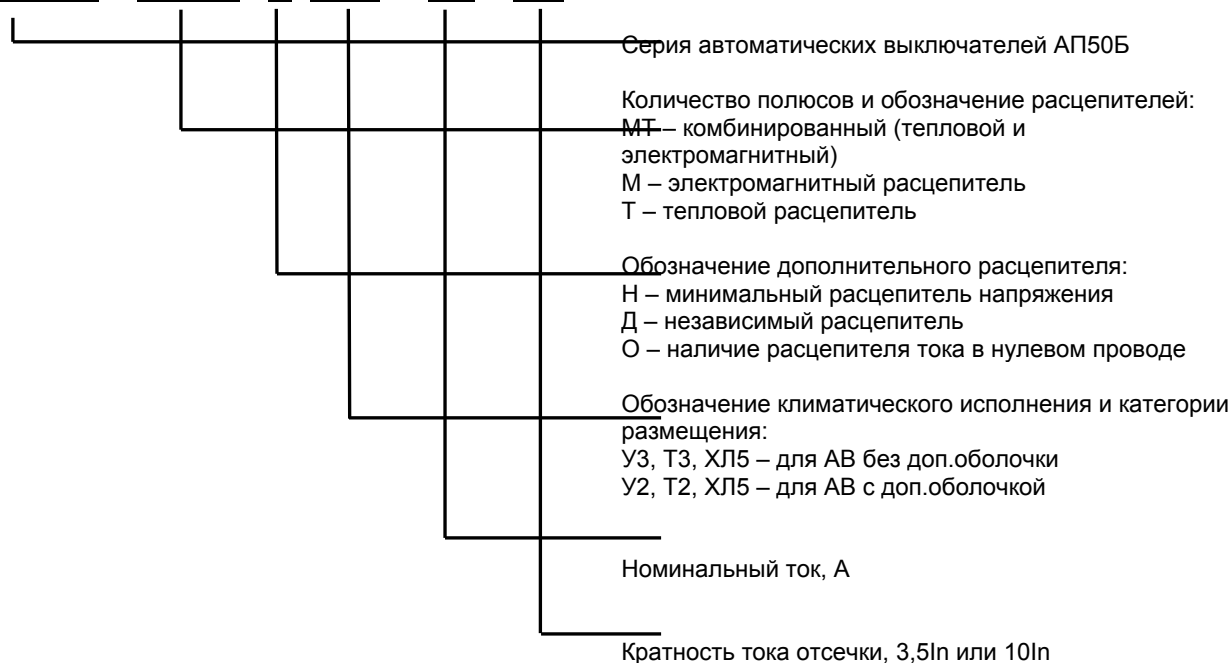 Серия автоматических выключателей АП50Б
Количество полюсов и обозначение расцепителей:
МТ – комбинированный (тепловой и
электромагнитный)
М – электромагнитный расцепитель
Т – тепловой расцепитель
Обозначение дополнительного расцепителя:
Н – минимальный расцепитель напряжения
Д – независимый расцепитель
О – наличие расцепителя тока в нулевом проводе
Обозначение климатического исполнения и категории
размещения:
У3, Т3, ХЛ5 – для АВ без доп.оболочки
У2, Т2, ХЛ5 – для АВ с доп.оболочкой
Номинальный ток, А
Кратность тока отсечки, 3,5In или 10In